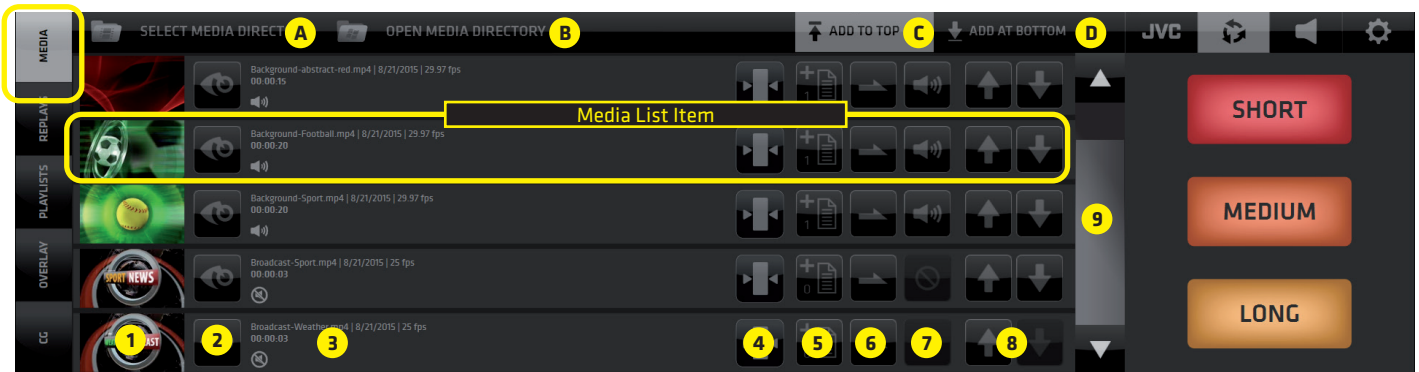 MEDIA
REPLAYS
PLAYLISTS
OVERLAY
CG
SELECT MEDIA DIRECT A
OPEN MEDIA DIRECTORY B
ADD TO TOP C
ADD AT BOTTOM D
JVC
Background-abstract-red.mp4 | 8/21/2015 | 29.97 fps
00:00:15
1
Media List Item
Background-Football.mp4 | 8/21/2015 | 29.97 fps
00:00:20
1
Background-Sport.mp4 | 8/21/2015 | 29.97 fps
00:00:20
1
9
SPORT NEWS
Broadcast-Sport.mp4 | 8/21/2015 | 25 fps
00:00:03
0
Broadcast-Weather.mp4 | 8/21/2015 | 25 fps
00:00:03
1
2
3
4
5
6
7
8
SHORT
MEDIUM
LONG